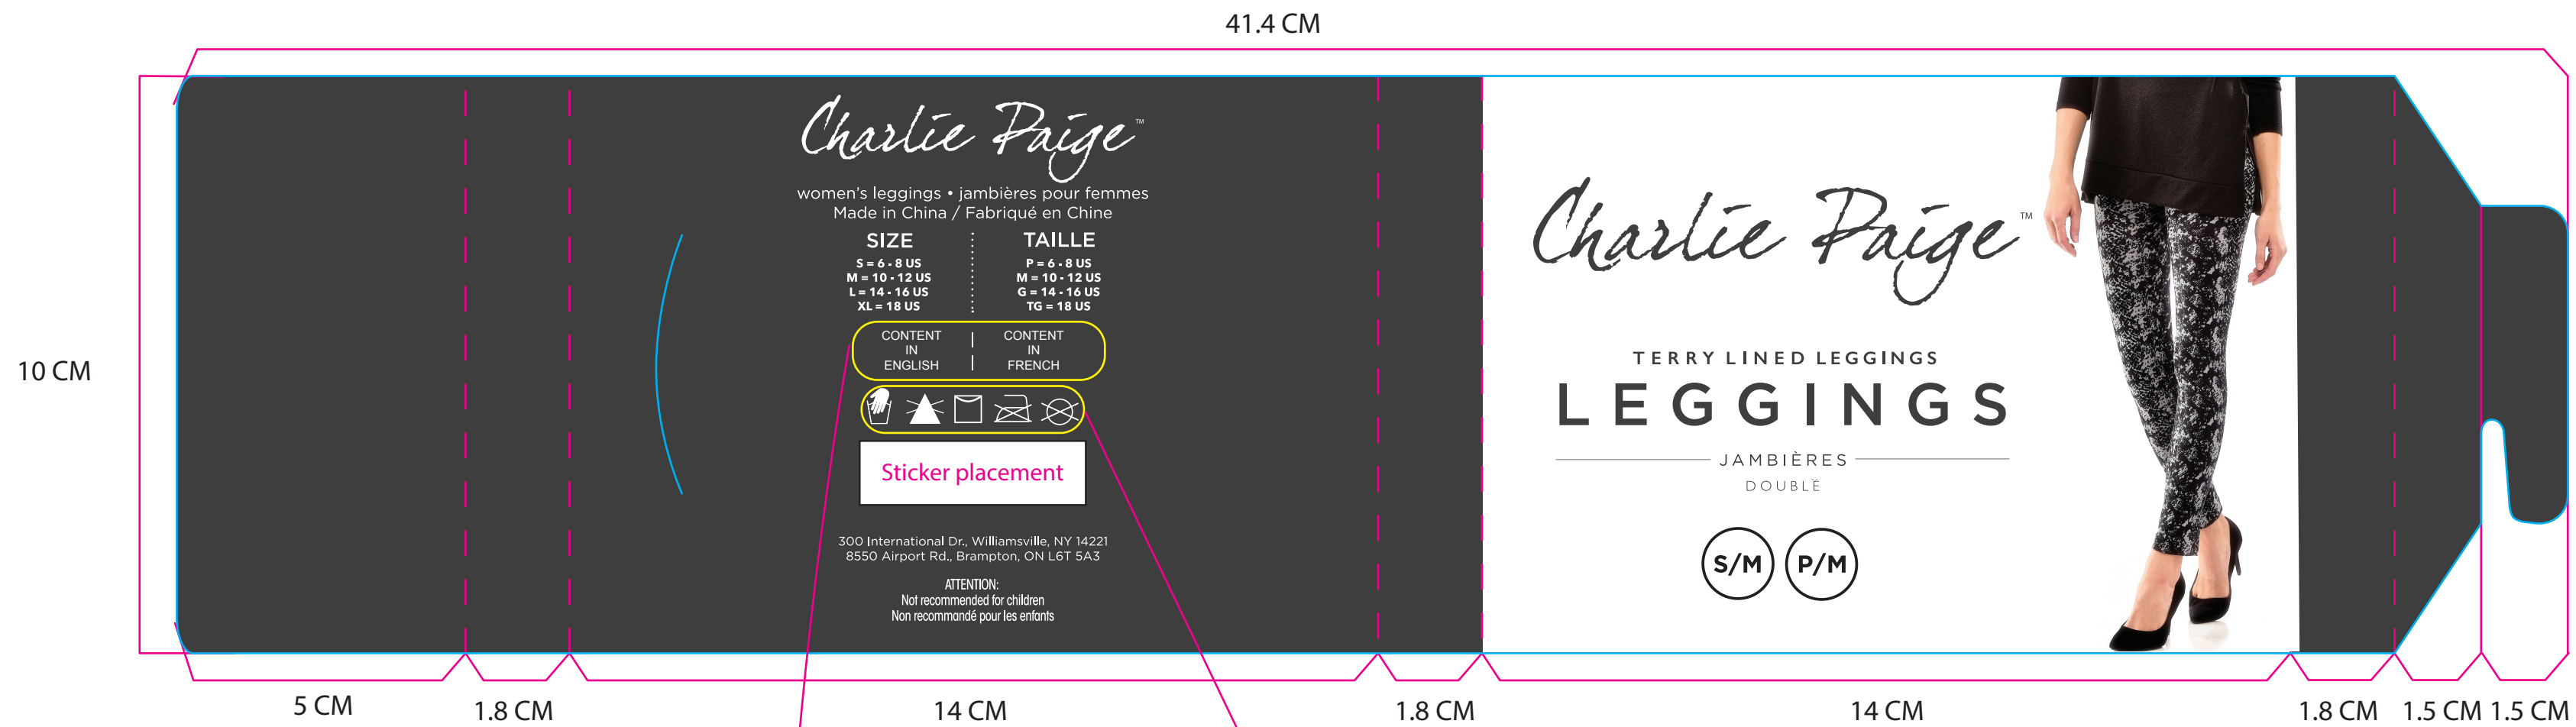 41.4 CM
10 CM
Charlie Paige™
women's leggings • jambières pour femmes
Made in China / Fabriqué en Chine
SIZE
S = 6 - 8 US
M = 10 - 12 US
L = 14 - 16 US
XL = 18 US
TAILLE
P = 6 - 8 US
M = 10 - 12 US
G = 14 - 16 US
TG = 18 US
CONTENT
IN
ENGLISH
CONTENT
IN
FRENCH
Sticker placement
300 International Dr., Williamsville, NY 14221
8550 Airport Rd., Brampton, ON L6T 5A3
ATTENTION:
Not recommended for children
Non recommandé pour les enfants
Charlie Paige™
TERRY LINED LEGGINGS
LEGGINGS
JAMBIÈRES
DOUBLÉ
S/M P/M
5 CM 1.8 CM 14 CM 1.8 CM 14 CM 1.8 CM 1.5 CM 1.5 CM